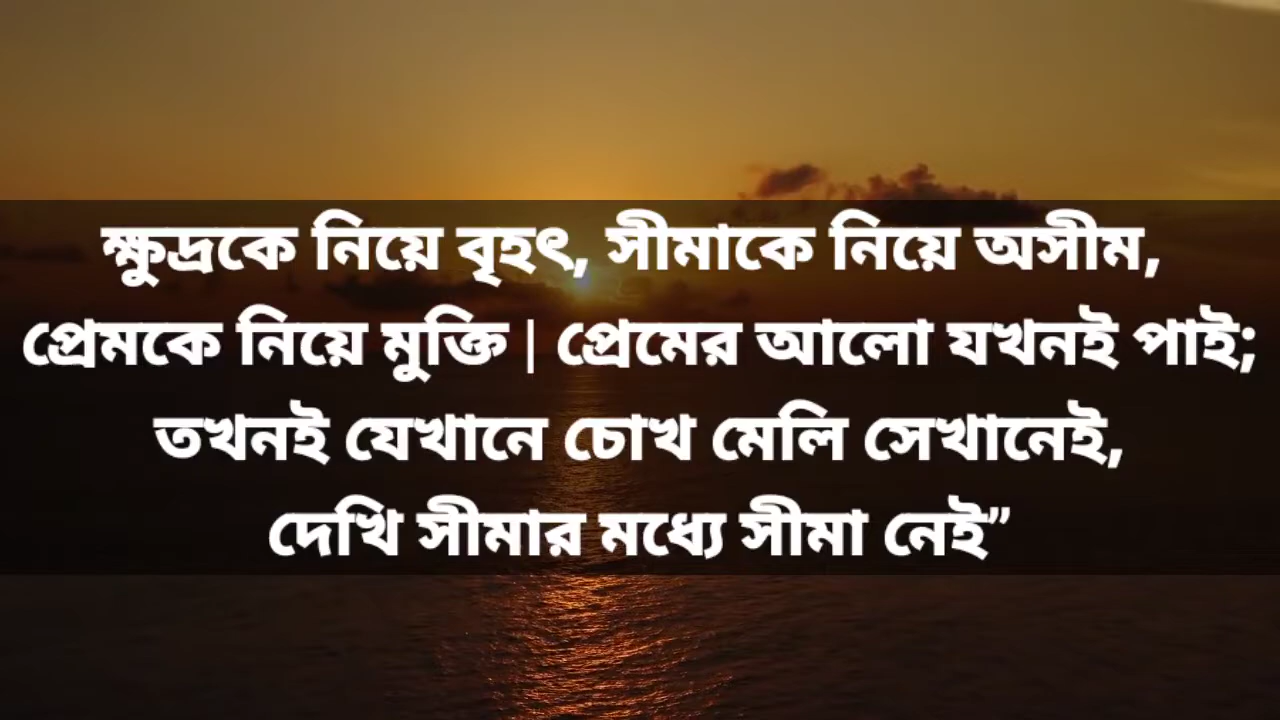 ক্ষুদ্রকে নিয়ে বৃহৎ, সীমাকে নিয়ে অসীম,
প্রেমকে নিয়ে মুক্তি | প্রেমের আলো যখনই পাই;
তখনই যেখানে চোখ মেলি সেখানেই,
দেখি সীমার মধ্যে সীমা নেই”